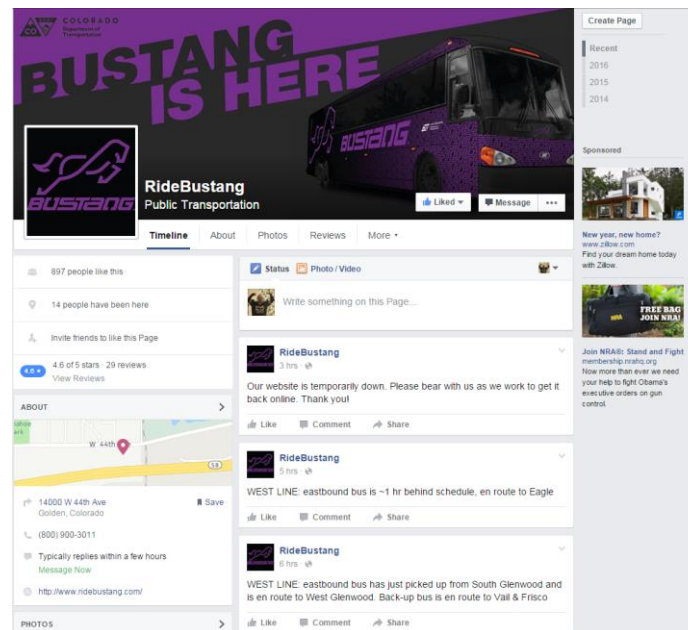 COLORADO
Department of
Transportation
CO
BUSTANG
IS HERE
BUSTANG
BUSTANG
RideBustang
Public Transportation
Liked
Message
Timeline About Photos Reviews More
897 people like this
14 people have been here
Invite friends to like this Page
4.6 ★
4.6 of 5 stars · 29 reviews
View Reviews
ABOUT
W 44th
58
14000 W 44th Ave
Save
Golden, Colorado
(800) 900-3011
Typically replies within a few hours
Message Now
http://www.ridebustang.com/
PHOTOS
Status Photo / Video
Write something on this Page...
RideBustang
3 hrs ·
Our website is temporarily down. Please bear with us as we work to get it
back online. Thank you!
Like Comment Share
RideBustang
5 hrs ·
WEST LINE: eastbound bus is ~1 hr behind schedule, en route to Eagle
Like Comment Share
RideBustang
6 hrs ·
WEST LINE: eastbound bus has just picked up from South Glenwood and
is en route to West Glenwood. Back-up bus is en route to Vail & Frisco
Like Comment Share
Create Page
Recent
2016
2015
2014
Sponsored
New year, new home?
www.zillow.com
Find your dream home today
with Zillow.
NRA
FREE BAG
JOIN NRA!
Join NRA®: Stand and Fight
membership.nrahq.org
Now more than ever we need
your help to fight Obama's
executive orders on gun
control.